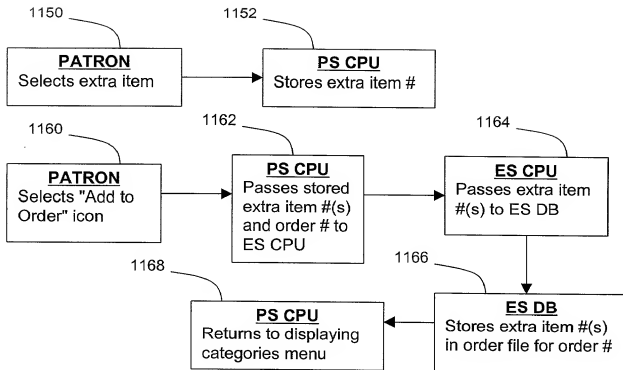 1150
PATRON
Selects extra item
1152
PS CPU
Stores extra item #
1160
PATRON
Selects "Add to
Order" icon
1162
PS CPU
Passes stored
extra item #(s)
and order # to
ES CPU
1164
ES CPU
Passes extra item
#(s) to ES DB
1166
ES DB
Stores extra item #(s)
in order file for order #
1168
PS CPU
Returns to displaying
categories menu